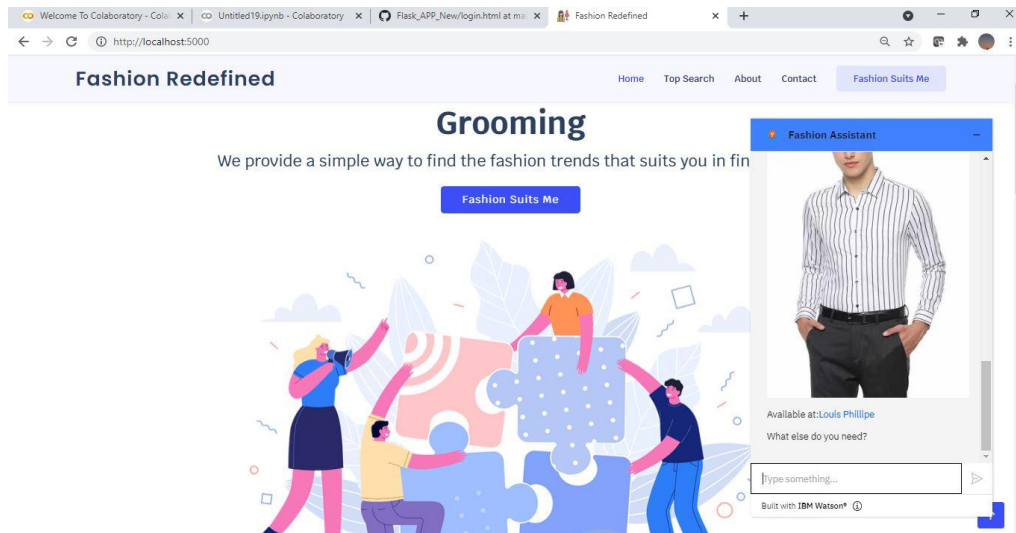 Welcome To Colaboratory - Cola
Untitled19.ipynb - Colaboratory
Flask_APP_New/login.html at ma
Fashion Redefined
http://localhost:5000
Fashion Redefined
Home Top Search About Contact Fashion Suits Me
Grooming
We provide a simple way to find the fashion trends that suits you in fin
Fashion Suits Me
Fashion Assistant
Available at:Louis Phillipe
What else do you need?
Type something...
Built with IBM Watson®